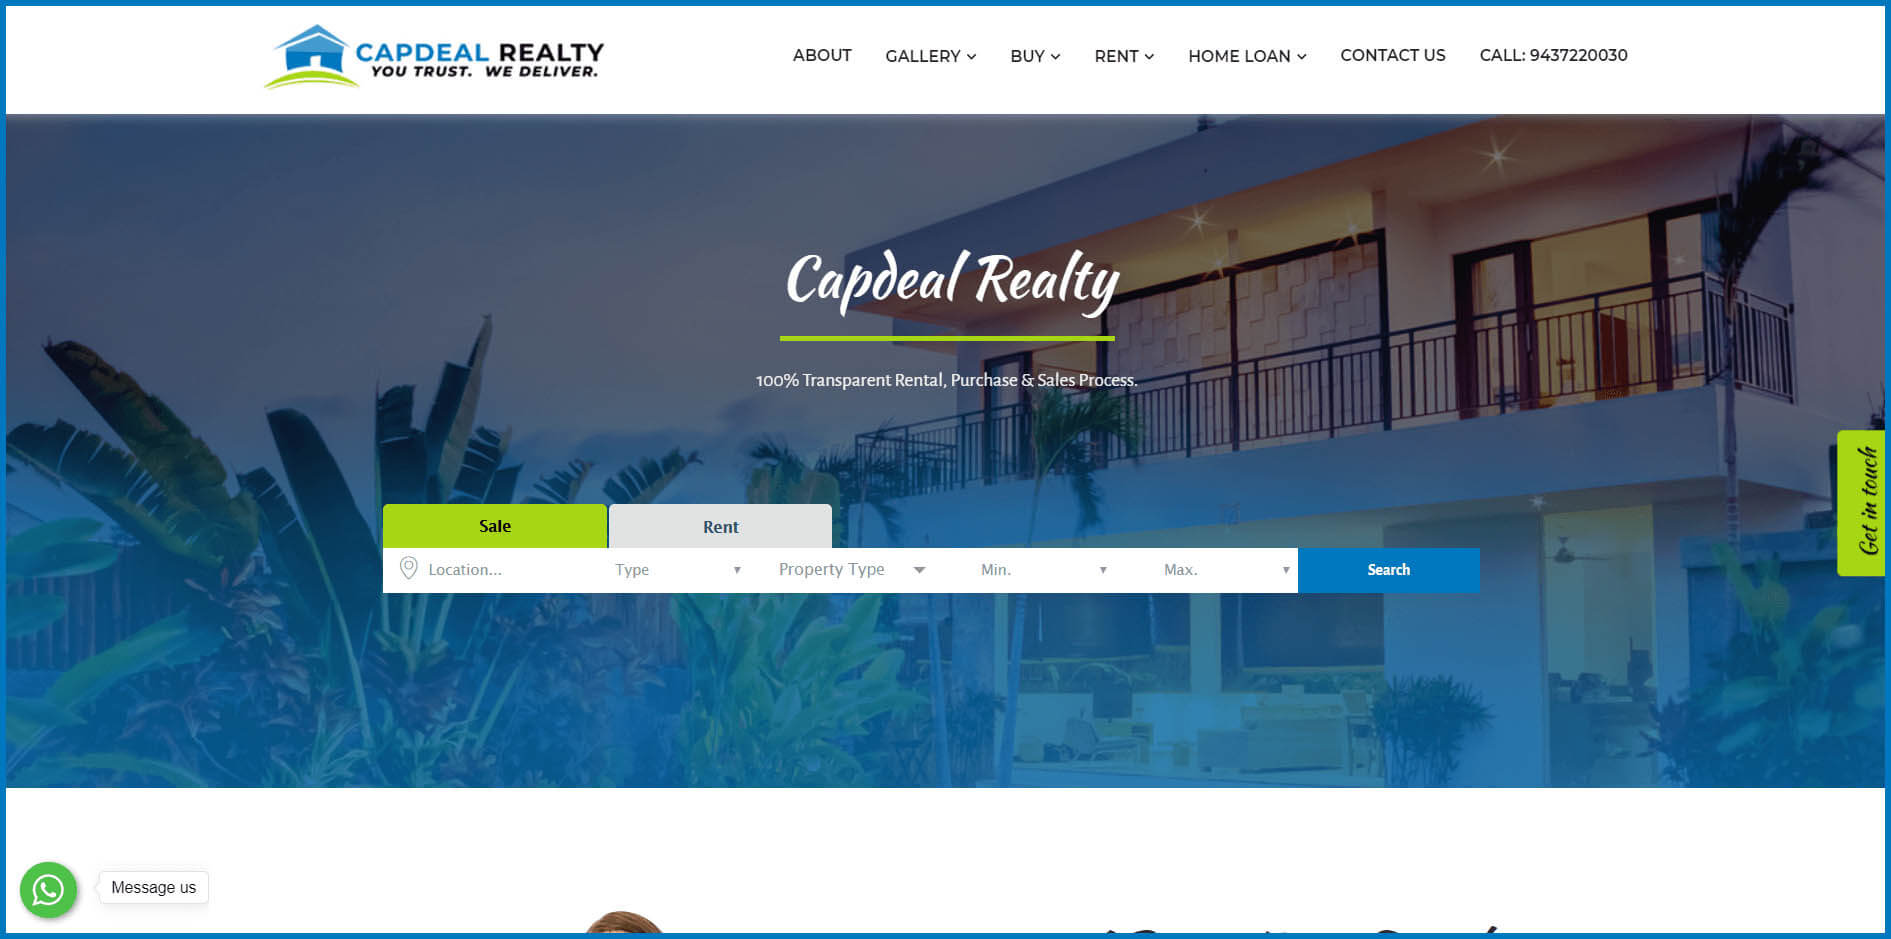 CAPDEAL REALTY
YOU TRUST. WE DELIVER.
ABOUT GALLERY BUY RENT HOME LOAN CONTACT US CALL: 9437220030
Capdeal Realty
100% Transparent Rental, Purchase & Sales Process.
Get in touch
Sale Rent
Location... Type Property Type Min. Max. Search
Message us